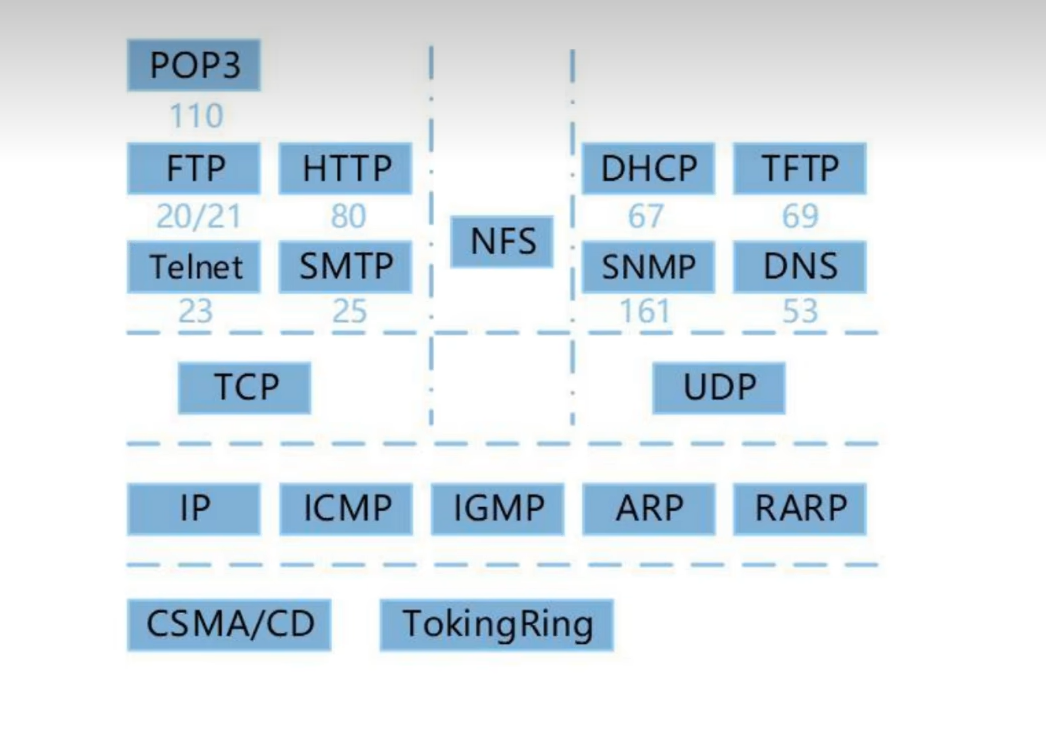 POP3
110
FTP HTTP DHCP TFTP
20/21 80 67 69
NFS
Telnet SMTP SNMP DNS
23 25 161 53
TCP UDP
IP ICMP IGMP ARP RARP
CSMA/CD TokingRing